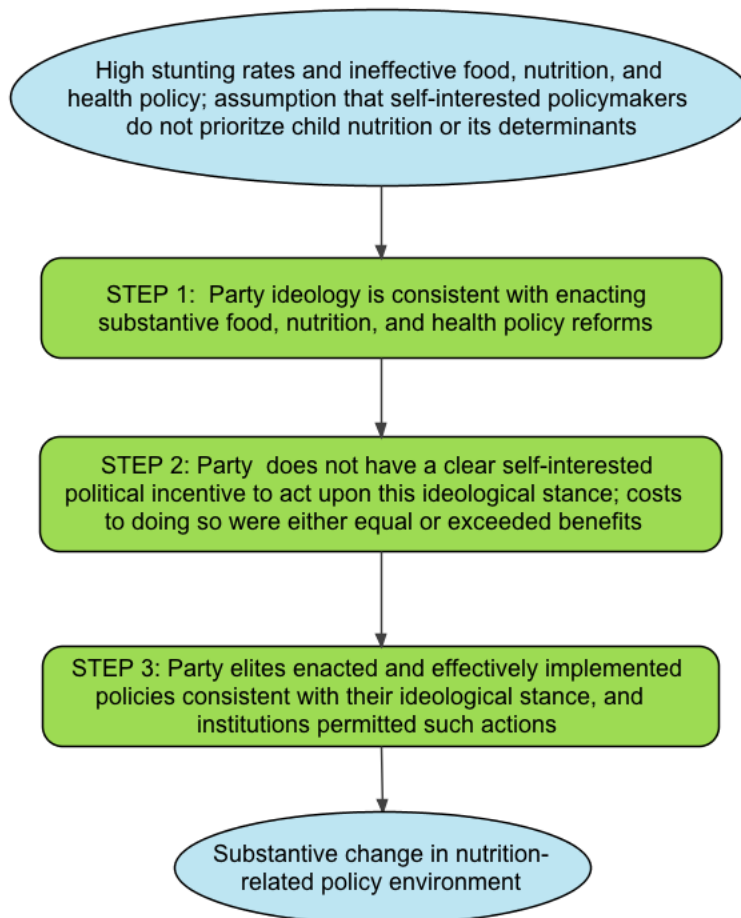 High stunting rates and ineffective food, nutrition, and
health policy; assumption that self-interested policymakers
do not prioritze child nutrition or its determinants
STEP 1:  Party ideology is consistent with enacting
substantive food, nutrition, and health policy reforms
STEP 2: Party  does not have a clear self-interested
political incentive to act upon this ideological stance; costs
to doing so were either equal or exceeded benefits
STEP 3: Party elites enacted and effectively implemented
policies consistent with their ideological stance, and
institutions permitted such actions
Substantive change in nutrition-
related policy environment